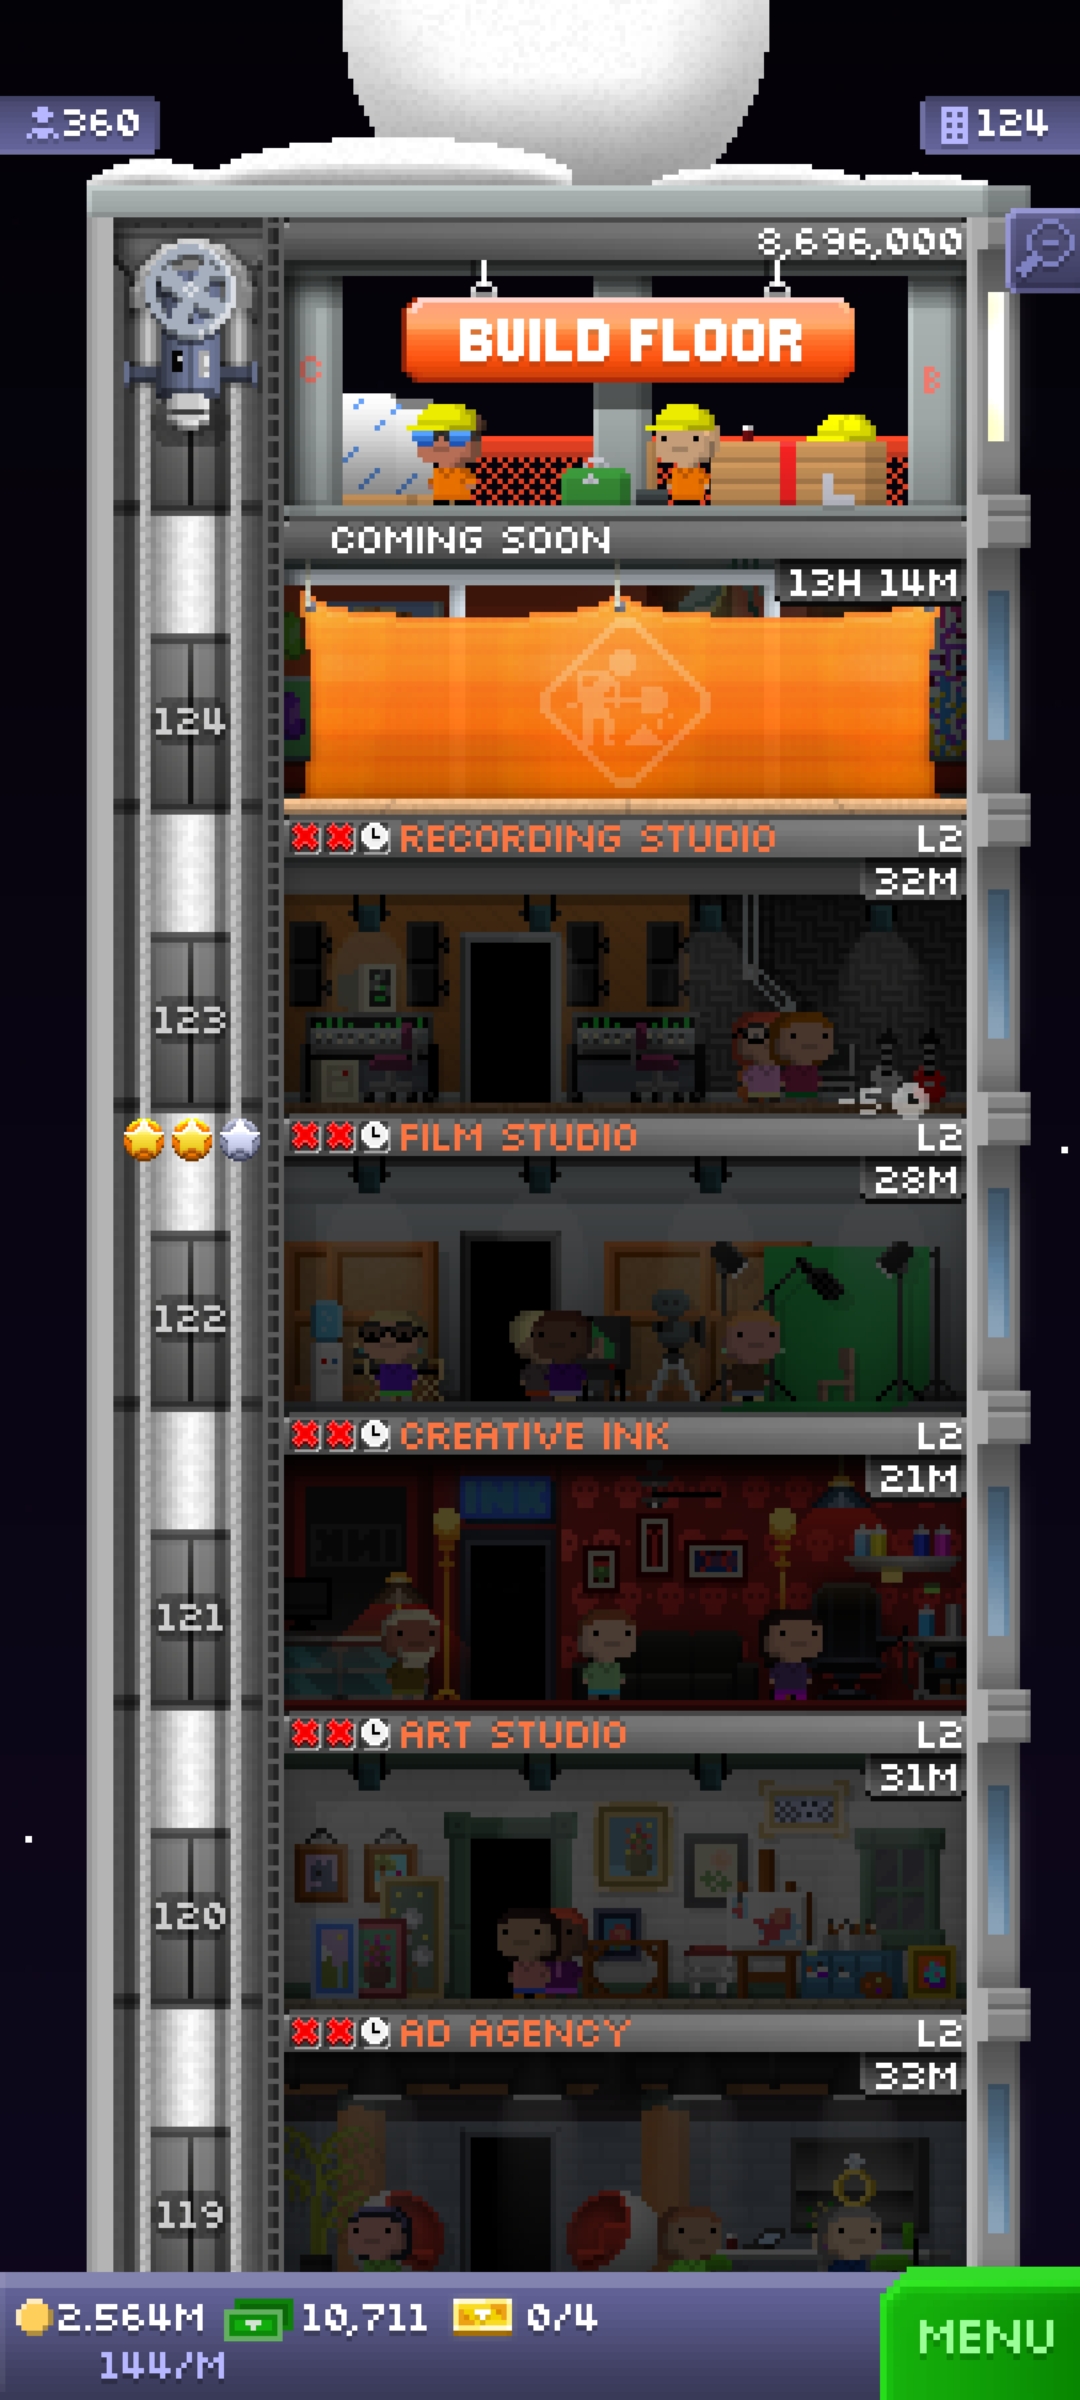 360
124
8,696,000
BUILD FLOOR
C
B
COMING SOON
13H 14M
124
RECORDING STUDIO L2
32M
123
-5
FILM STUDIO L2
28M
122
CREATIVE INK L2
21M
INK
121
ART STUDIO L2
31M
120
AD AGENCY L2
33M
119
2.564M 10,711 0/4
144/M
MENU